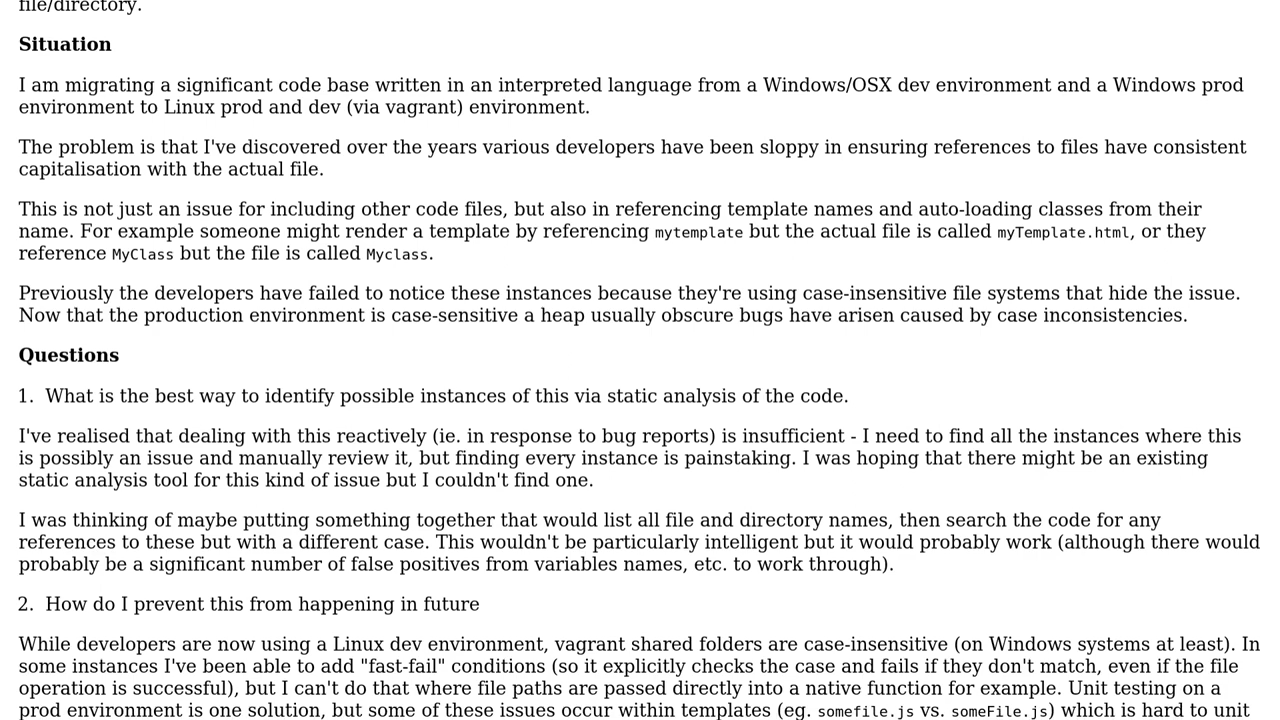 file/directory.
Situation
I am migrating a significant code base written in an interpreted language from a Windows/OSX dev environment and a Windows prod
environment to Linux prod and dev (via vagrant) environment.
The problem is that I've discovered over the years various developers have been sloppy in ensuring references to files have consistent
capitalisation with the actual file.
This is not just an issue for including other code files, but also in referencing template names and auto-loading classes from their
name. For example someone might render a template by referencing mytemplate but the actual file is called myTemplate.html, or they
reference MyClass but the file is called Myclass.
Previously the developers have failed to notice these instances because they're using case-insensitive file systems that hide the issue.
Now that the production environment is case-sensitive a heap usually obscure bugs have arisen caused by case inconsistencies.
Questions
1. What is the best way to identify possible instances of this via static analysis of the code.
I've realised that dealing with this reactively (ie. in response to bug reports) is insufficient - I need to find all the instances where this
is possibly an issue and manually review it, but finding every instance is painstaking. I was hoping that there might be an existing
static analysis tool for this kind of issue but I couldn't find one.
I was thinking of maybe putting something together that would list all file and directory names, then search the code for any
references to these but with a different case. This wouldn't be particularly intelligent but it would probably work (although there would
probably be a significant number of false positives from variables names, etc. to work through).
2. How do I prevent this from happening in future
While developers are now using a Linux dev environment, vagrant shared folders are case-insensitive (on Windows systems at least). In
some instances I've been able to add "fast-fail" conditions (so it explicitly checks the case and fails if they don't match, even if the file
operation is successful), but I can't do that where file paths are passed directly into a native function for example. Unit testing on a
prod environment is one solution, but some of these issues occur within templates (eg. somefile.js vs. someFile.js) which is hard to unit